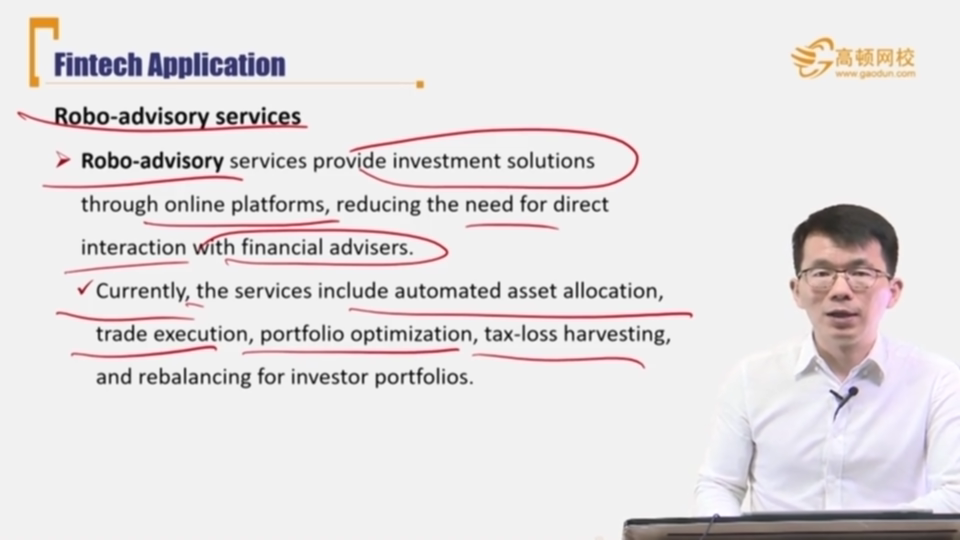 Fintech Application
高顿网校
www.gaodun.com
Robo-advisory services
Robo-advisory services provide investment solutions
through online platforms, reducing the need for direct
interaction with financial advisers.
Currently, the services include automated asset allocation,
trade execution, portfolio optimization, tax-loss harvesting,
and rebalancing for investor portfolios.